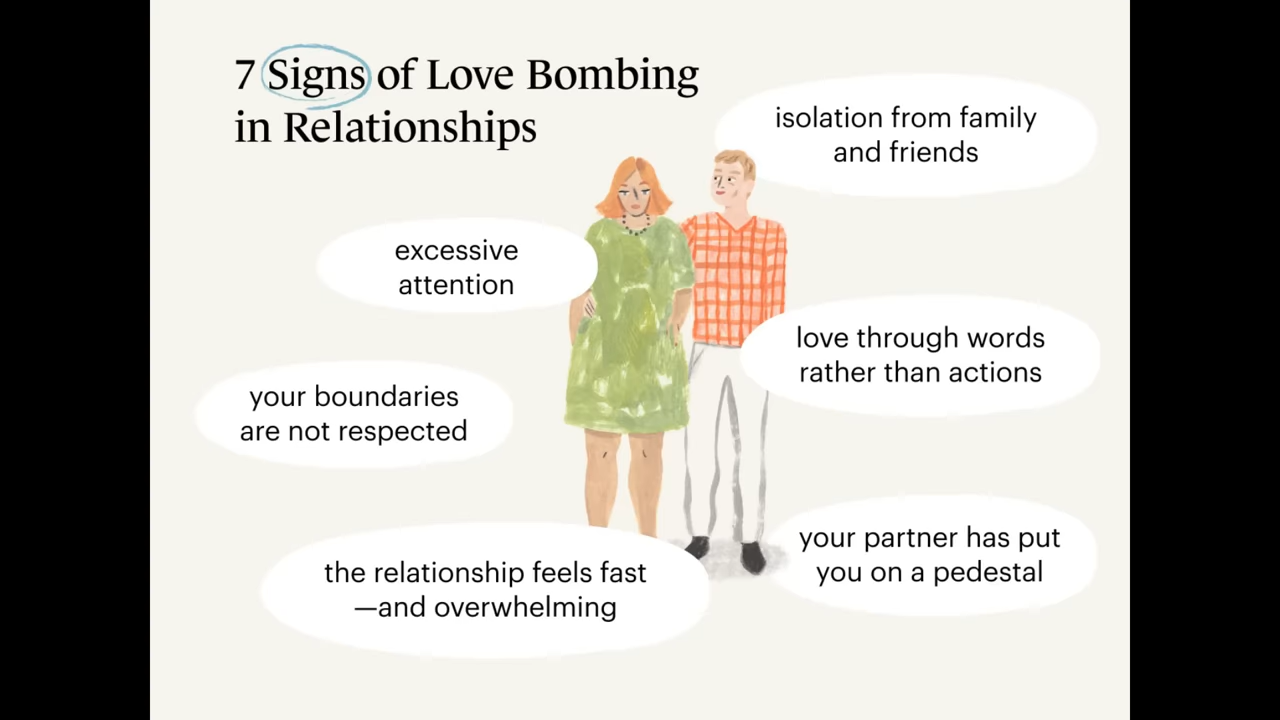 7 Signs of Love Bombing
in Relationships
isolation from family
and friends
excessive
attention
love through words
rather than actions
your boundaries
are not respected
your partner has put
you on a pedestal
the relationship feels fast
—and overwhelming